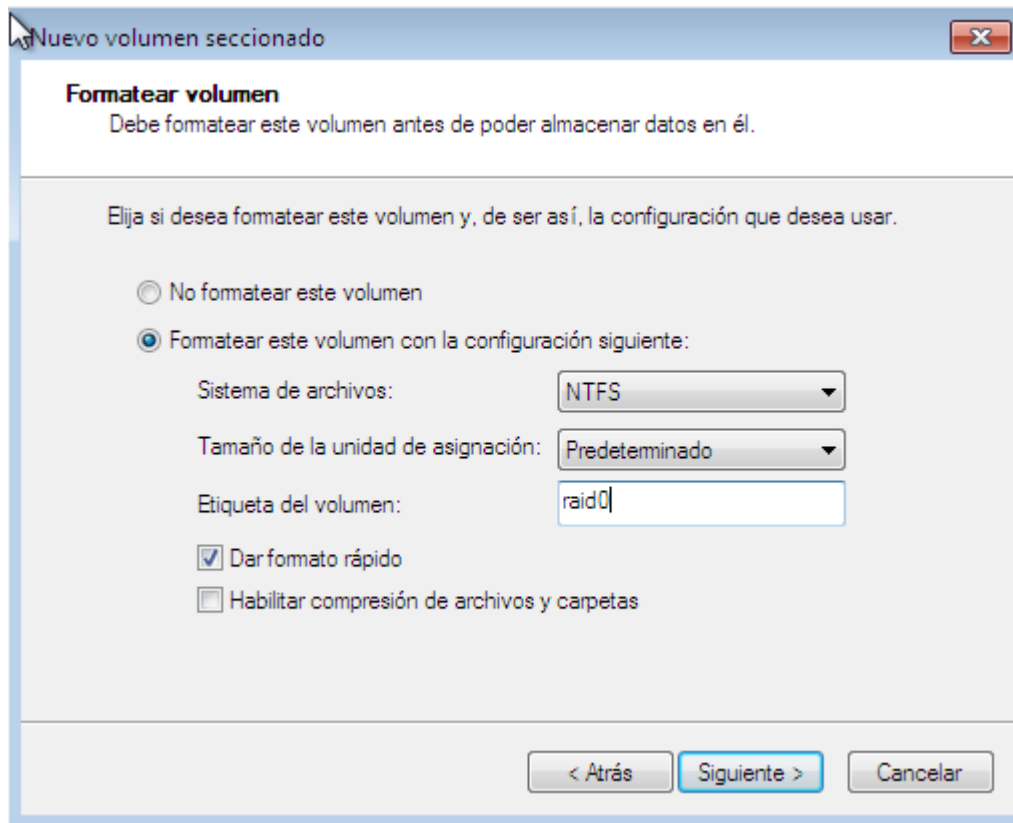 Nuevo volumen seccionado
Formatear volumen
Debe formatear este volumen antes de poder almacenar datos en él.
Elija si desea formatear este volumen y, de ser así, la configuración que desea usar.
No formatear este volumen
Formatear este volumen con la configuración siguiente:
Sistema de archivos: NTFS
Tamaño de la unidad de asignación: Predeterminado
Etiqueta del volumen: raid0
Dar formato rápido
Habilitar compresión de archivos y carpetas
< Atrás Siguiente > Cancelar